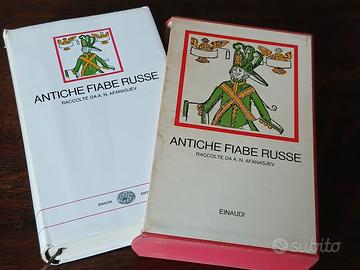 ANTICHE FIABE RUSSE
RACCOLTE DA A. N. AFANASJEV
EINAUDI
ANTICHE FIABE RUSSE
RACCOLTE DA A. N. AFANASJEV
EINAUDI
subito